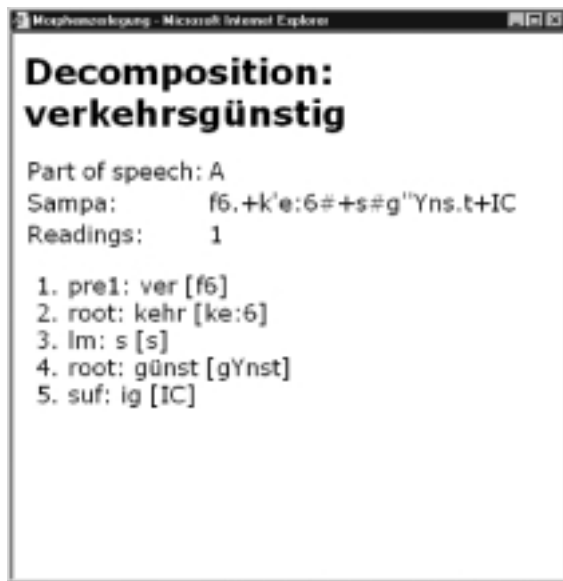 Morphemzerlegung - Microsoft Internet Explorer
Decomposition:
verkehrsgünstig
Part of speech: A
Sampa: f6.+k'e:6#+s#g"Yns.t+IC
Readings: 1
1. pre1: ver [f6]
2. root: kehr [ke:6]
3. lm: s [s]
4. root: günst [gYnst]
5. suf: ig [IC]